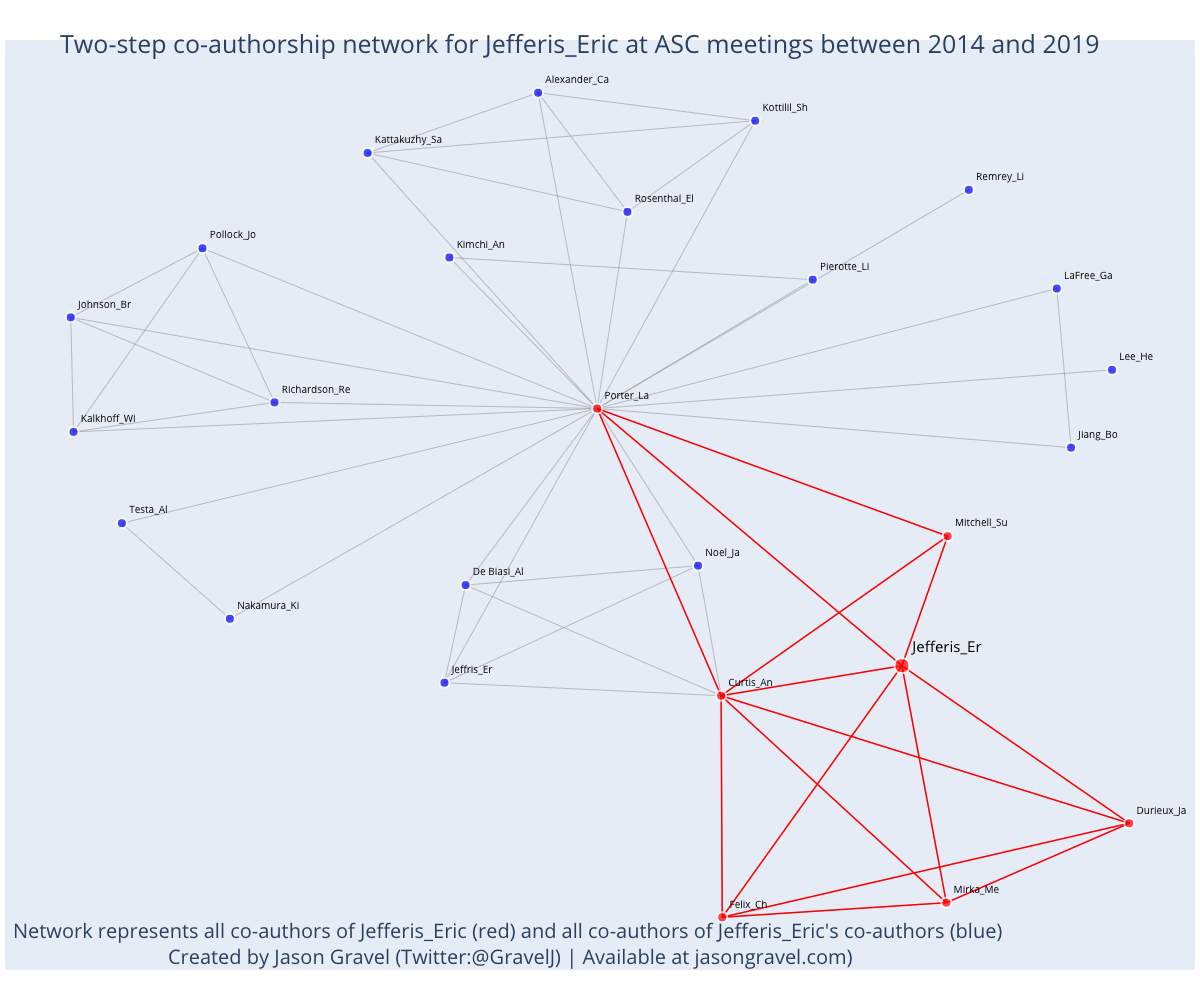 Two-step co-authorship network for Jefferis_Eric at ASC meetings between 2014 and 2019
Alexander_Ca
Kottilil_Sh
Kattakuzhy_Sa
Remrey_Li
Rosenthal_El
Pollock_Jo
Kimchi_An
Pierotte_Li
LaFree_Ga
Johnson_Br
Lee_He
Richardson_Re
Porter_La
Kalkhoff_Wi
Jiang_Bo
Testa_Al
Mitchell_Su
Noel_Ja
De Biasi_Al
Nakamura_Ki
Jefferis_Er
Jeffris_Er
Curtis_An
Durieux_Ja
Mirka_Me
Felix_Ch
Network represents all co-authors of Jefferis_Eric (red) and all co-authors of Jefferis_Eric's co-authors (blue)
Created by Jason Gravel (Twitter:@GravelJ) | Available at jasongravel.com)